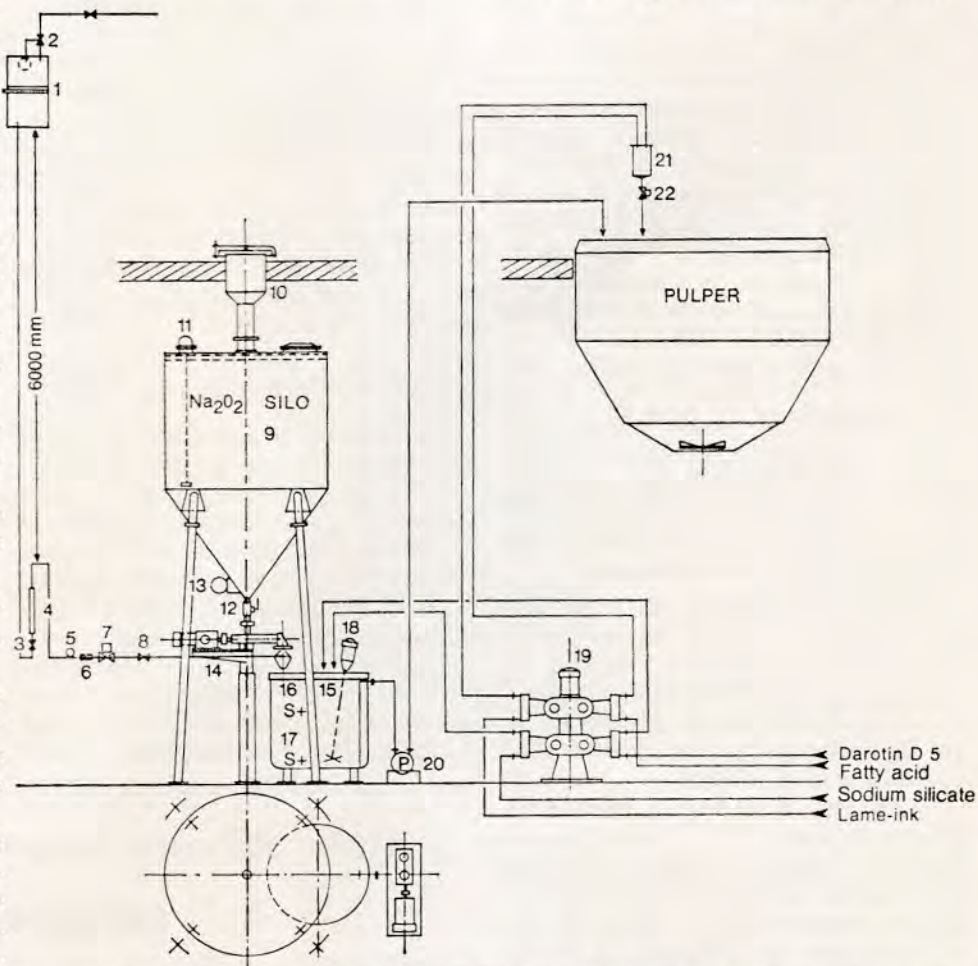 2
1
21
22
10
PULPER
11
6000 mm
Na2O2 SILO
9
13
4
12
7
18
3
5
8
19
6
14
16
15
S+
17
S+
P
20
Darotin D 5
Fatty acid
Sodium silicate
Lame-ink